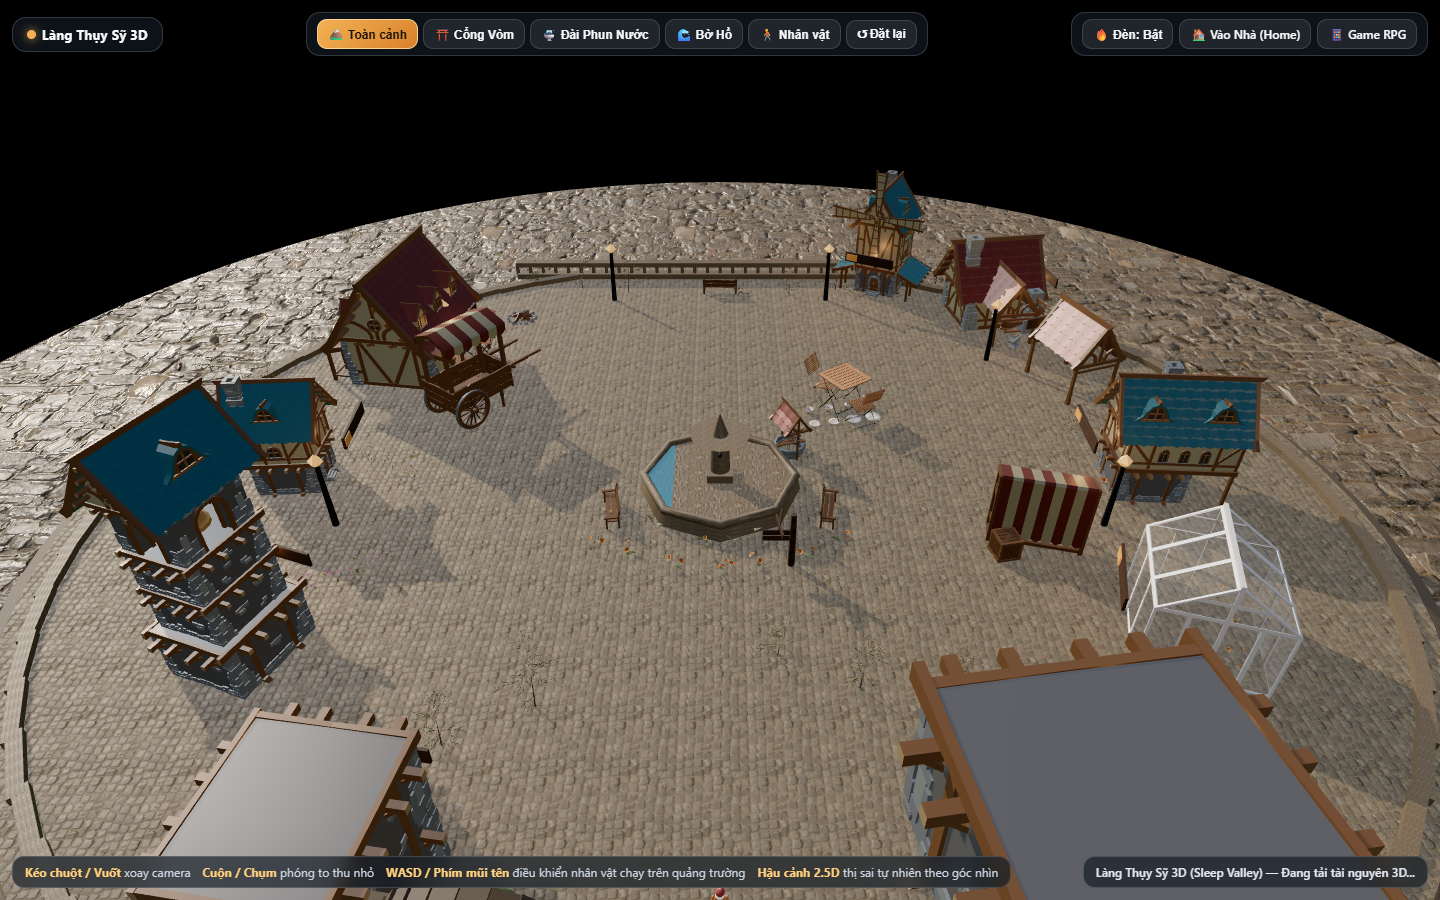 Làng Thụy Sỹ 3D
Toàn cảnh
Cổng Vòm
Đài Phun Nước
Bờ Hồ
Nhân vật
Đặt lại
Đèn: Bật
Vào Nhà (Home)
Game RPG
Kéo chuột / Vuốt xoay camera Cuộn / Chụm phóng to thu nhỏ WASD / Phím mũi tên điều khiển nhân vật chạy trên quảng trường Hậu cảnh 2.5D thị sai tự nhiên theo góc nhìn
Làng Thụy Sỹ 3D (Sleep Valley) — Đang tải tài nguyên 3D...